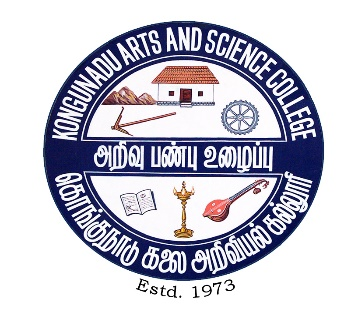 KONGUNADU ARTS AND SCIENCE COLLEGE
அறிவு பண்பு உழைப்பு
கொங்குநாடு கலை அறிவியல் கல்லூரி
Estd. 1973